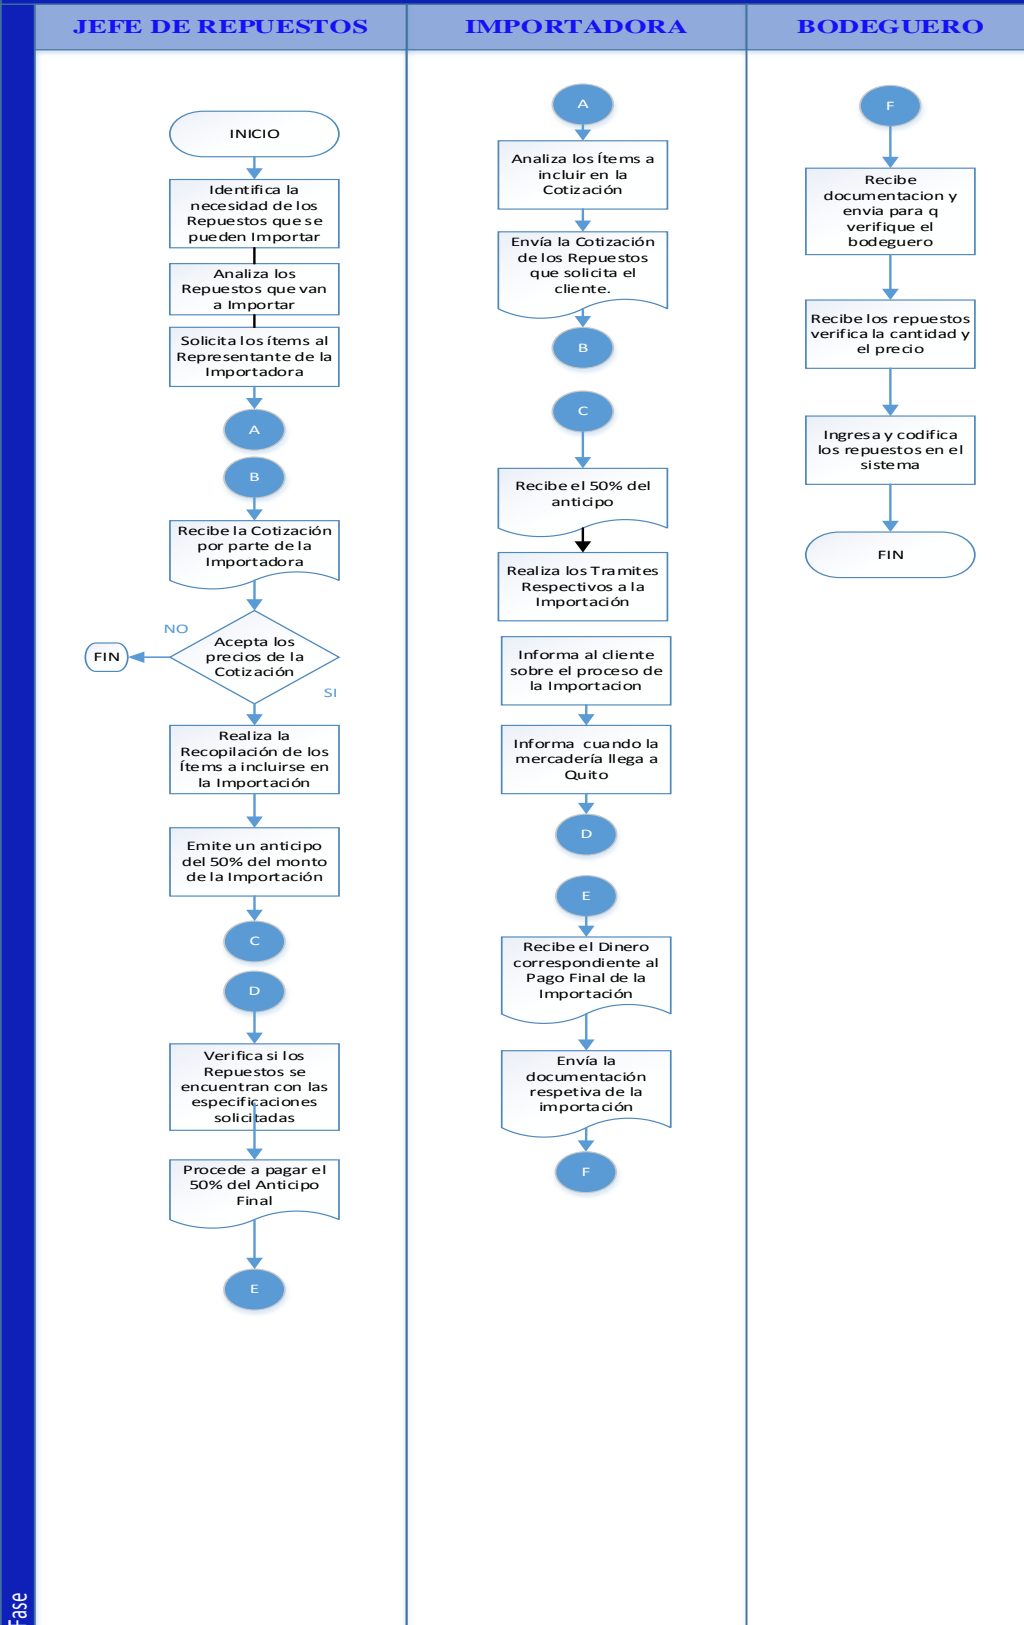 JEFE DE REPUESTOS
INICIO
Identifica la
necesidad de los
Repuestos que se
pueden Importar
Analiza los
Repuestos que van
a Importar
Solicita los ítems al
Representante de la
Importadora
A
B
Recibe la Cotización
por parte de la
Importadora
Acepta los
precios de la
Cotización
NO
FIN
SI
Realiza la
Recopilación de los
Ítems a incluirse en
la Importación
Emite un anticipo
del 50% del monto
de la Importación
C
D
Verifica si los
Repuestos se
encuentran con las
especificaciones
solicitadas
Procede a pagar el
50% del Anticipo
Final
E
IMPORTADORA
A
Analiza los Ítems a
incluir en la
Cotización
Envía la Cotización
de los Repuestos
que solicita el
cliente.
B
C
Recibe el 50% del
anticipo
Realiza los Tramites
Respectivos a la
Importación
Informa al cliente
sobre el proceso de
la Importacion
Informa cuando la
mercadería llega a
Quito
D
E
Recibe el Dinero
correspondiente al
Pago Final de la
Importación
Envía la
documentación
respetiva de la
importación
F
BODEGUERO
F
Recibe
documentacion y
envia para q
verifique el
bodeguero
Recibe los repuestos
verifica la cantidad y
el precio
Ingresa y codifica
los repuestos en el
sistema
FIN
Fase